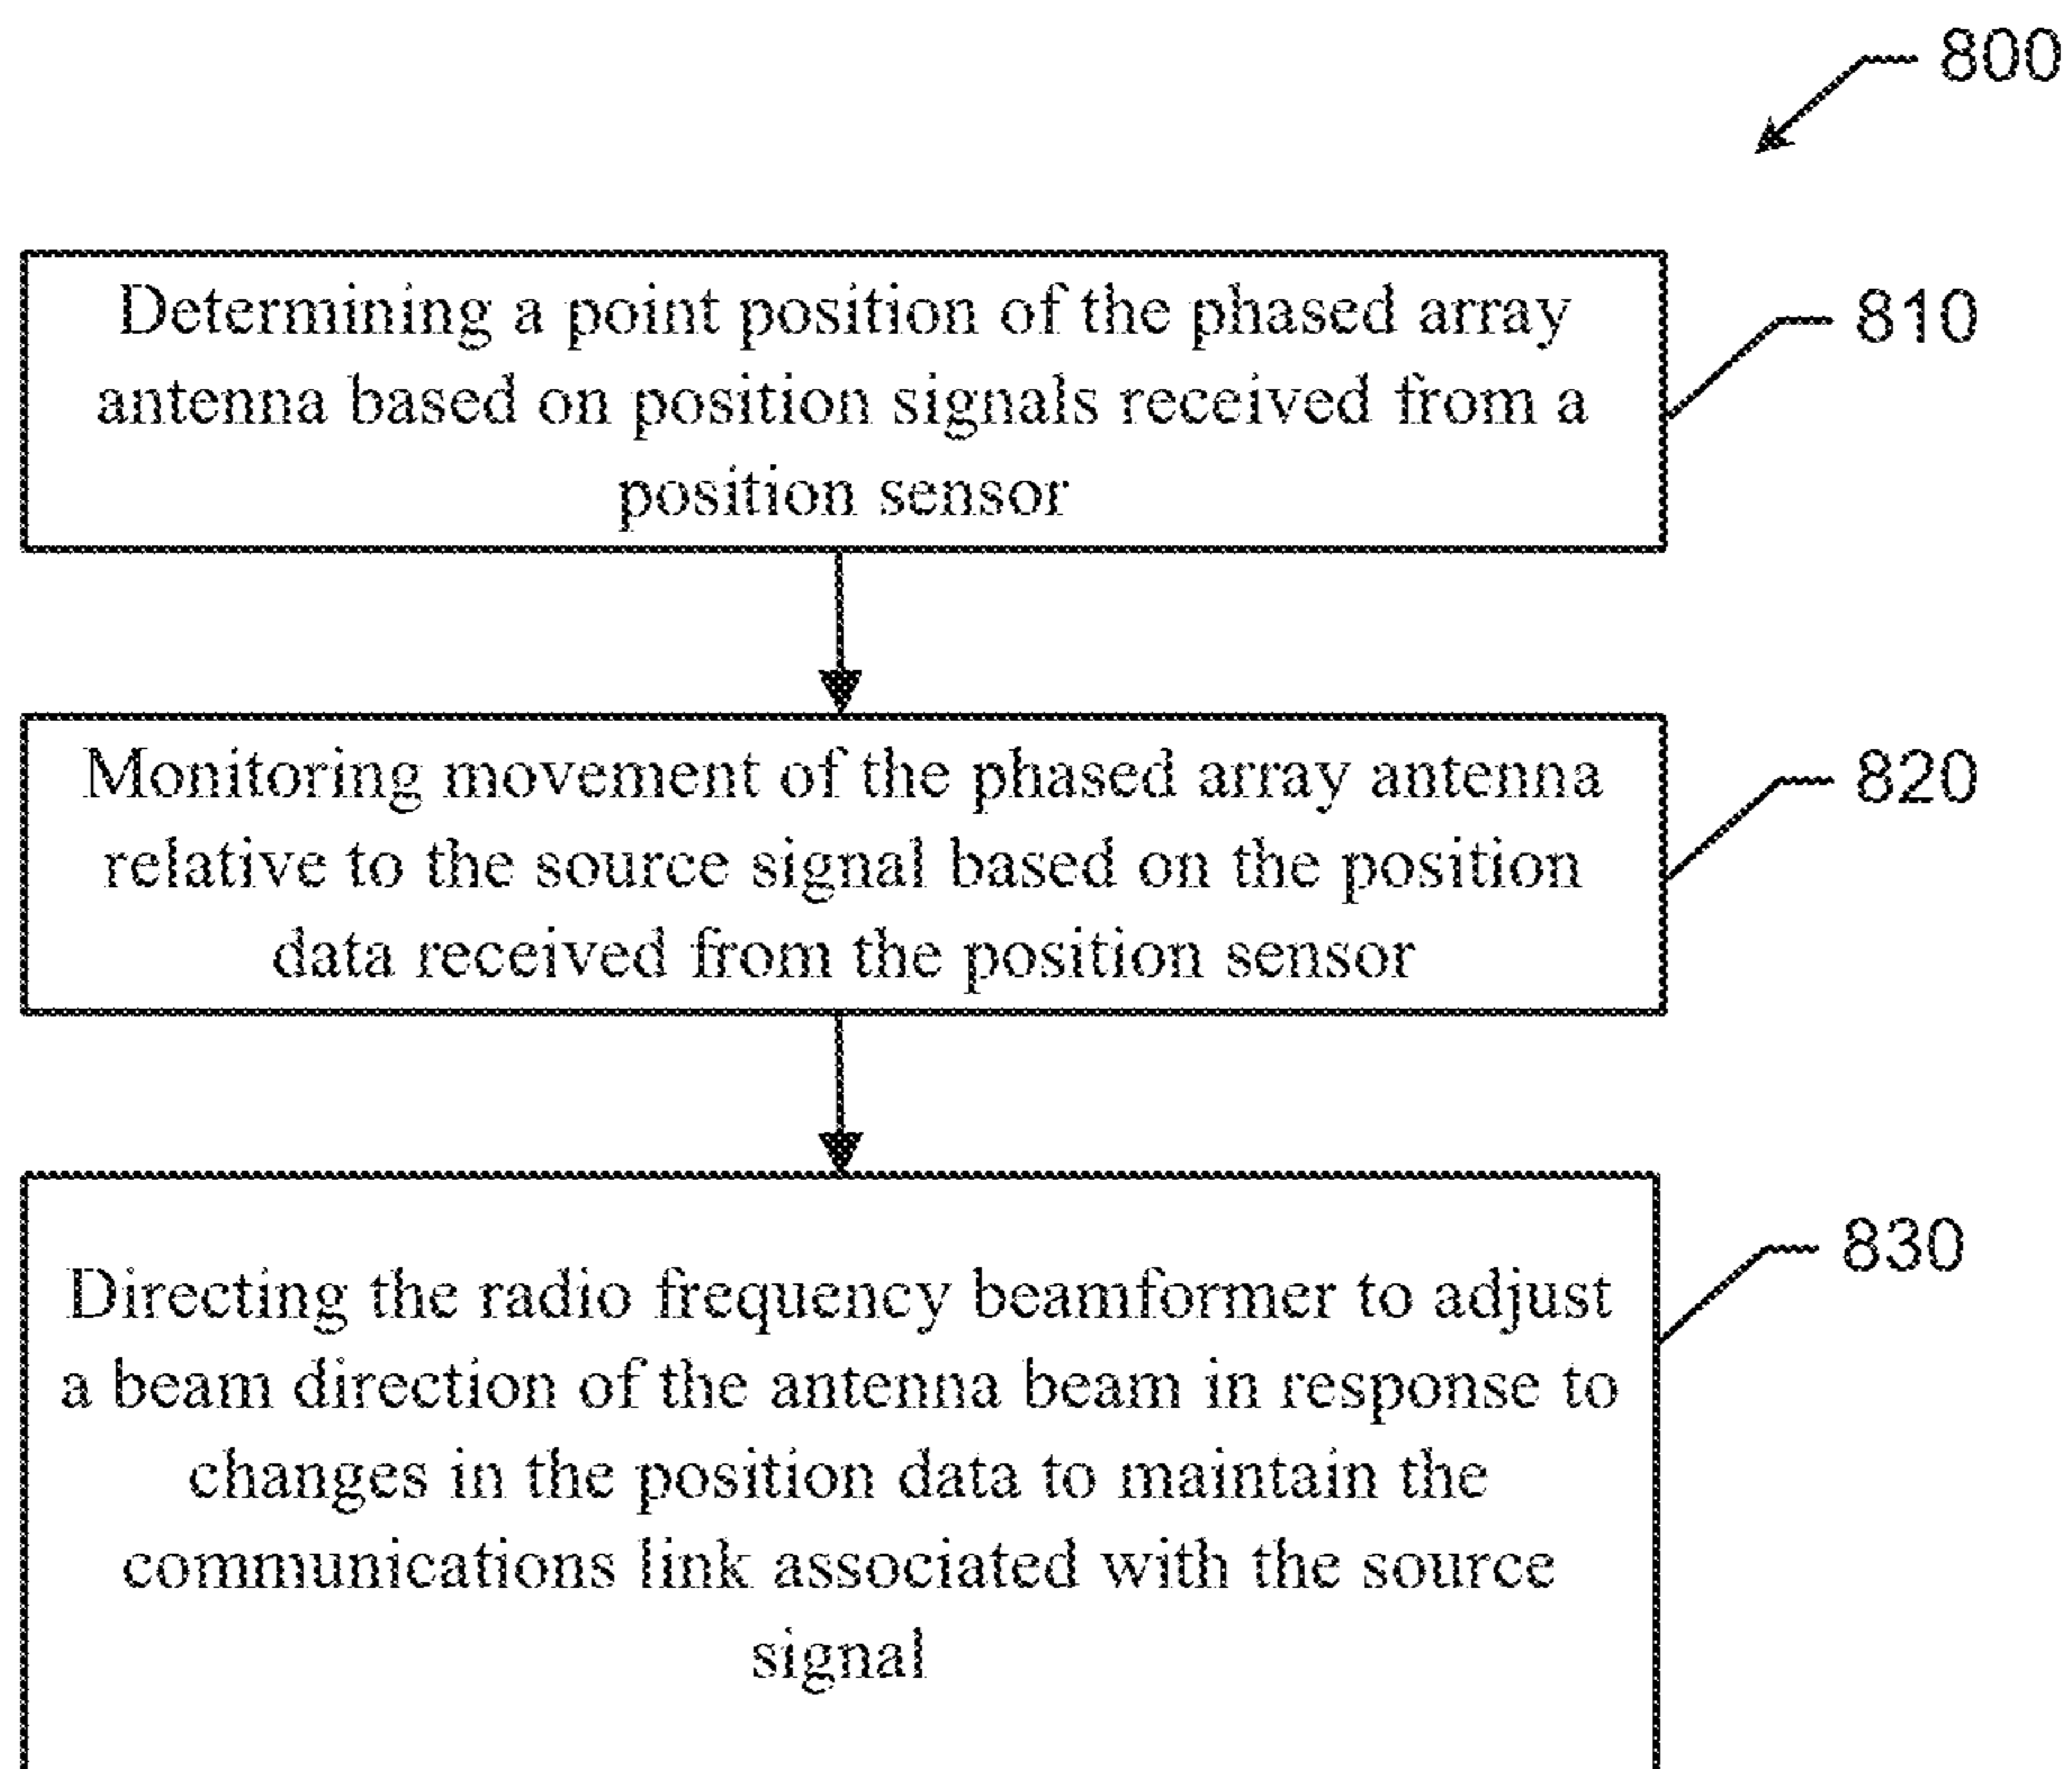 800
Determining a point position of the phased array
antenna based on position signals received from a
position sensor
810
Monitoring movement of the phased array antenna
relative to the source signal based on the position
data received from the position sensor
820
Directing the radio frequency beamformer to adjust
a beam direction of the antenna beam in response to
changes in the position data to maintain the
communications link associated with the source
signal
830